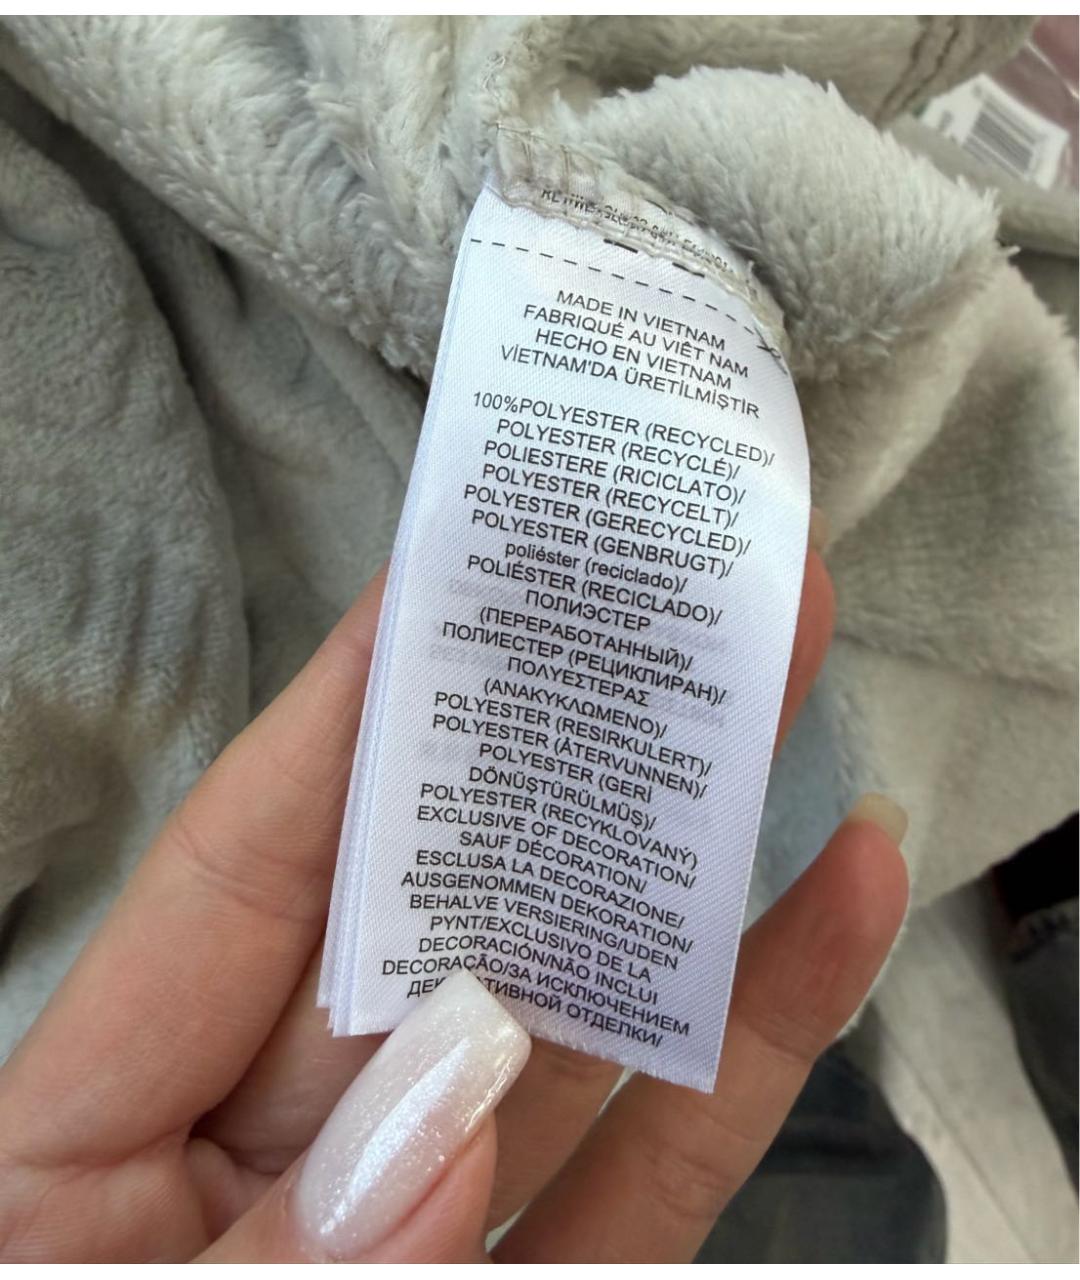 MADE IN VIETNAM
FABRIQUÉ AU VIÊT NAM
HECHO EN VIETNAM
VİETNAM'DA ÜRETİLMİŞTİR
100%POLYESTER (RECYCLED)/
POLYESTER (RECYCLÉ)/
POLIESTERE (RICICLATO)/
POLYESTER (RECYCELT)/
POLYESTER (GERECYCLED)/
POLYESTER (GENBRUGT)/
poliéster (reciclado)/
POLIÉSTER (RECICLADO)/
ПОЛИЭСТЕР
(ПЕРЕРАБОТАННЫЙ)/
ПОЛИЕСТЕР (РЕЦИКЛИРАН)/
ΠΟΛΥΕΣΤΕΡΑΣ
(ΑΝΑΚΥΚΛΩΜΕΝΟ)/
POLYESTER (RESIRKULERT)/
POLYESTER (ÅTERVUNNEN)/
POLYESTER (GERİ
DÖNÜŞTÜRÜLMÜŞ)/
POLYESTER (RECYKLOVANÝ)
EXCLUSIVE OF DECORATION/
SAUF DÉCORATION/
ESCLUSA LA DECORAZIONE/
AUSGENOMMEN DEKORATION/
BEHALVE VERSIERING/UDEN
PYNT/EXCLUSIVO DE LA
DECORACIÓN/NÃO INCLUI
DECORAÇÃO/ЗА ИСКЛЮЧЕНИЕМ
ОТДЕЛКИ/